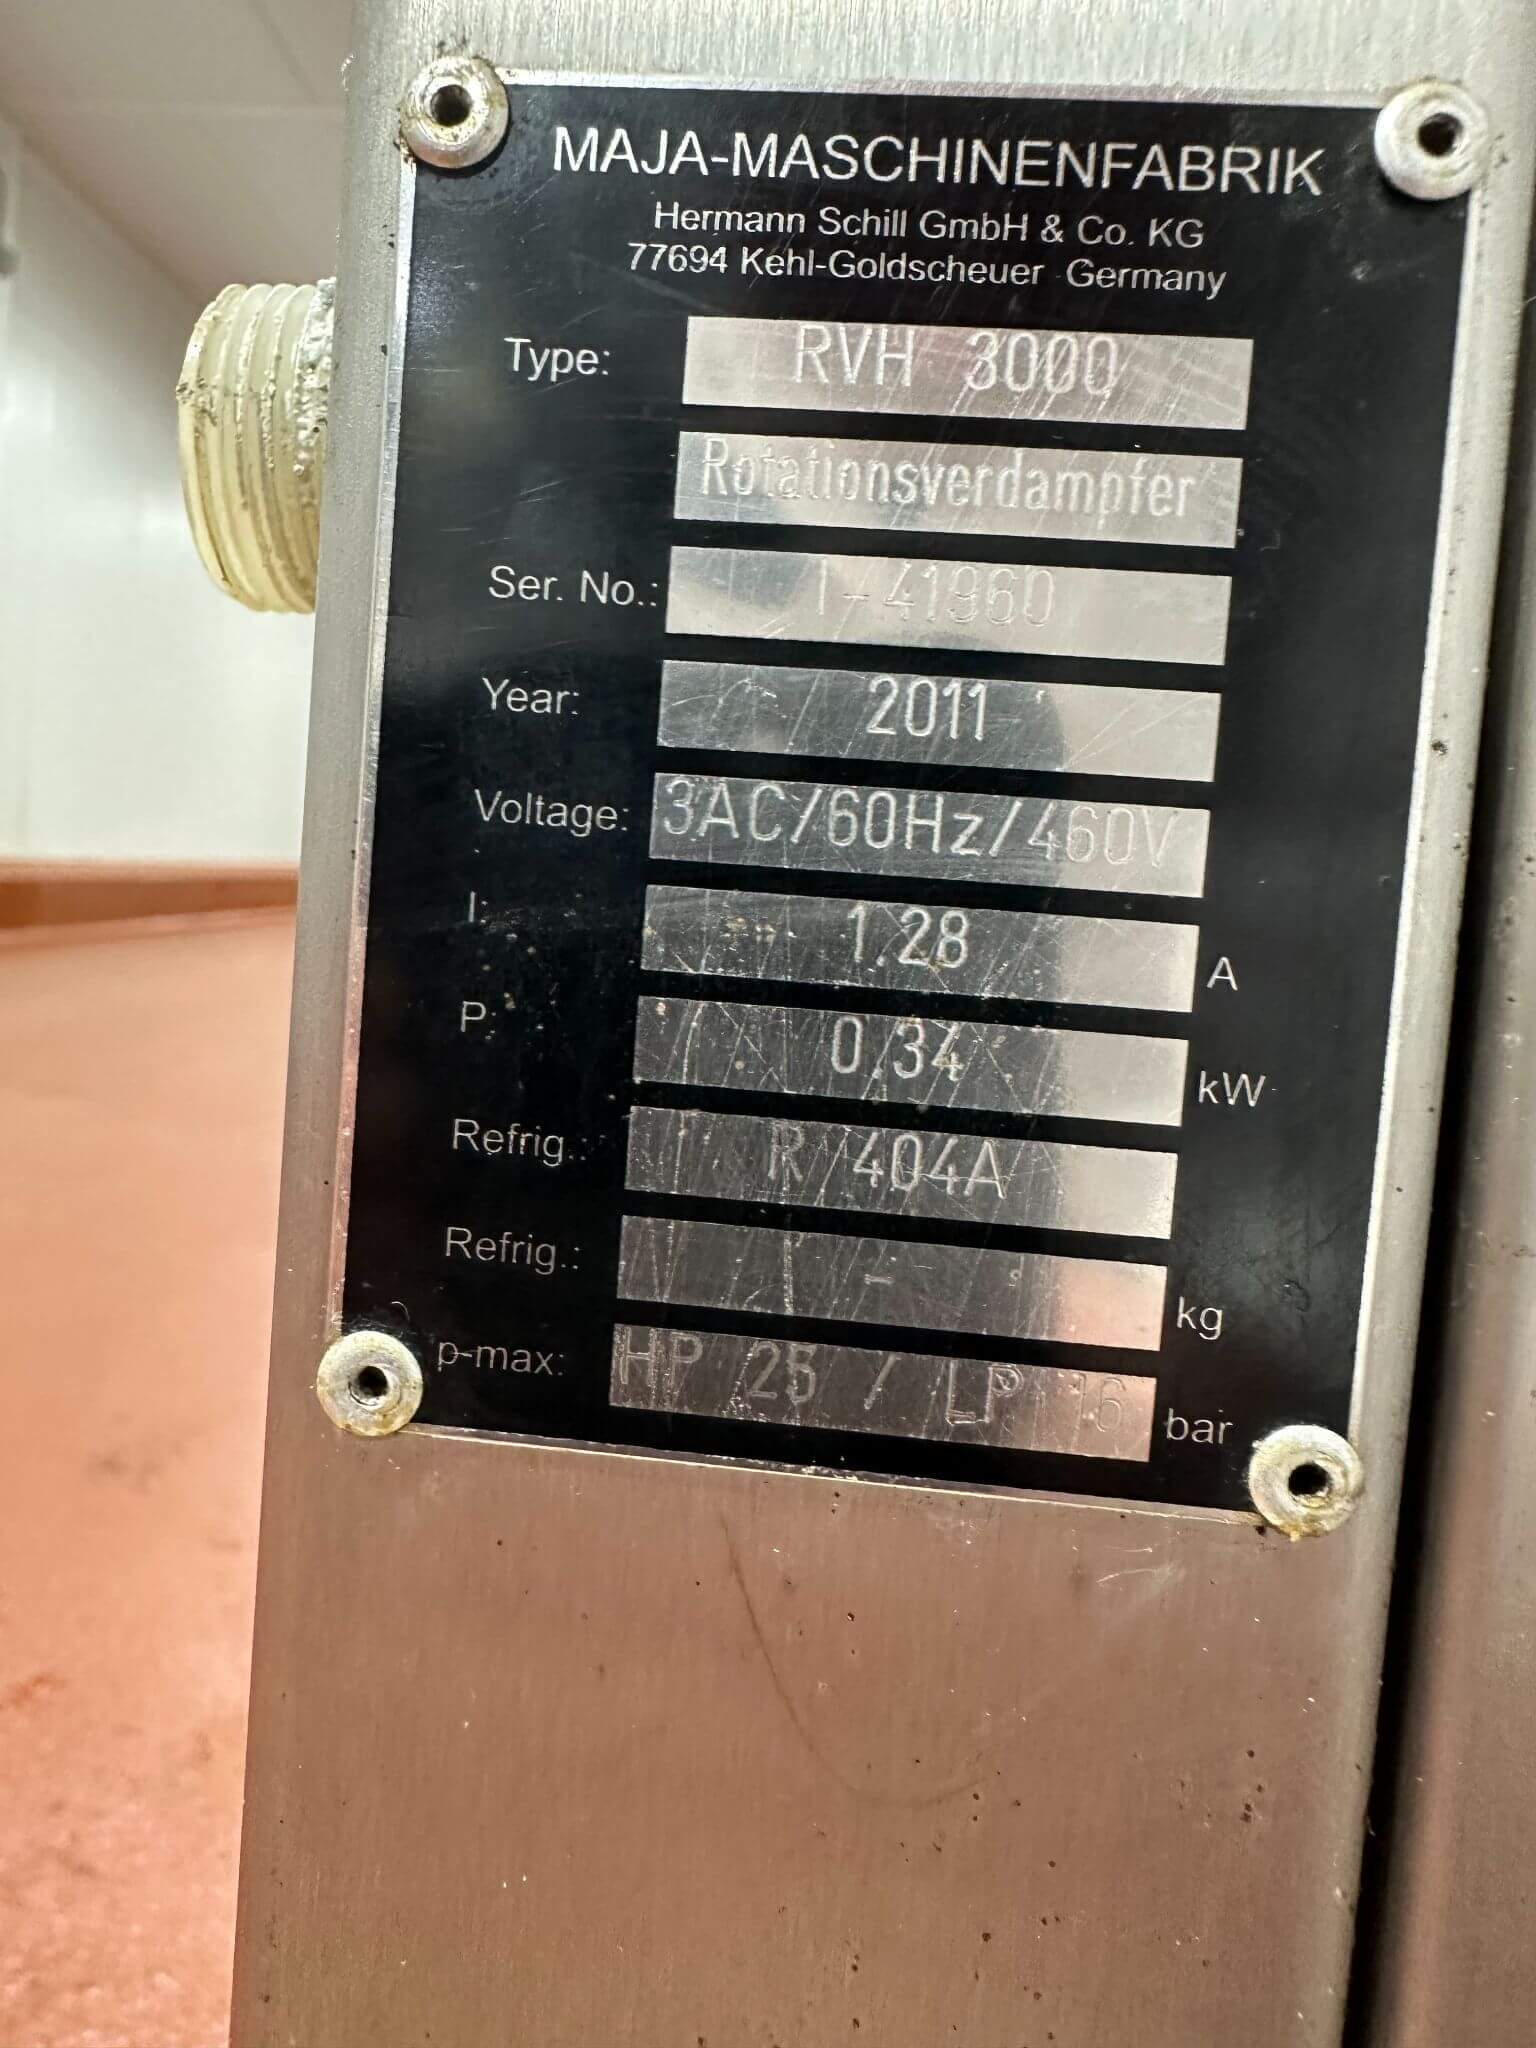 MAJA-MASCHINENFABRIK
Hermann Schill GmbH & Co. KG
77694 Kehl-Goldscheuer Germany
Type: RVH 3000
Rotationsverdampfer
Ser. No.: I-41960
Year: 2011
Voltage: 3AC/60Hz/460V
I: 1.28 A
P: 0.34 kW
Refrig.: R 404A
Refrig.: - kg
p-max: HP 25 / LP 16 bar